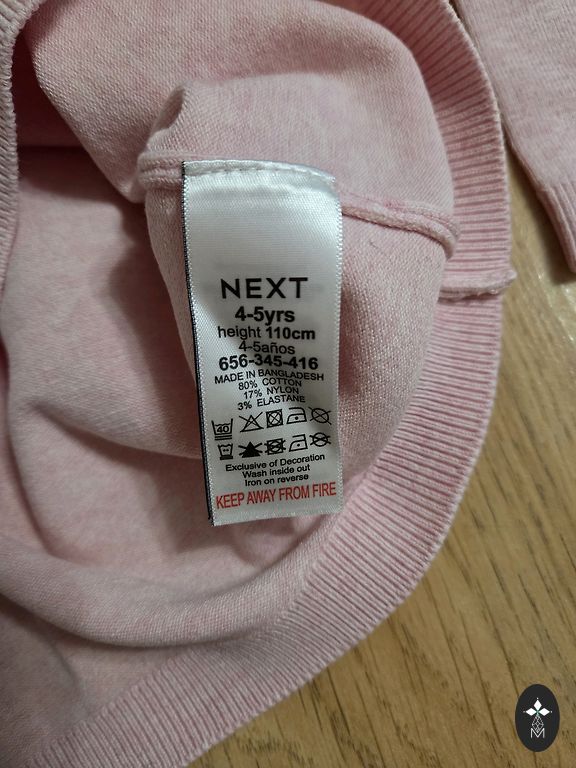 NEXT
4-5yrs
height 110cm
4-5años
656-345-416
MADE IN BANGLADESH
80% COTTON
17% NYLON
3% ELASTANE
40
Exclusive of Decoration
Wash inside out
Iron on reverse
KEEP AWAY FROM FIRE
M